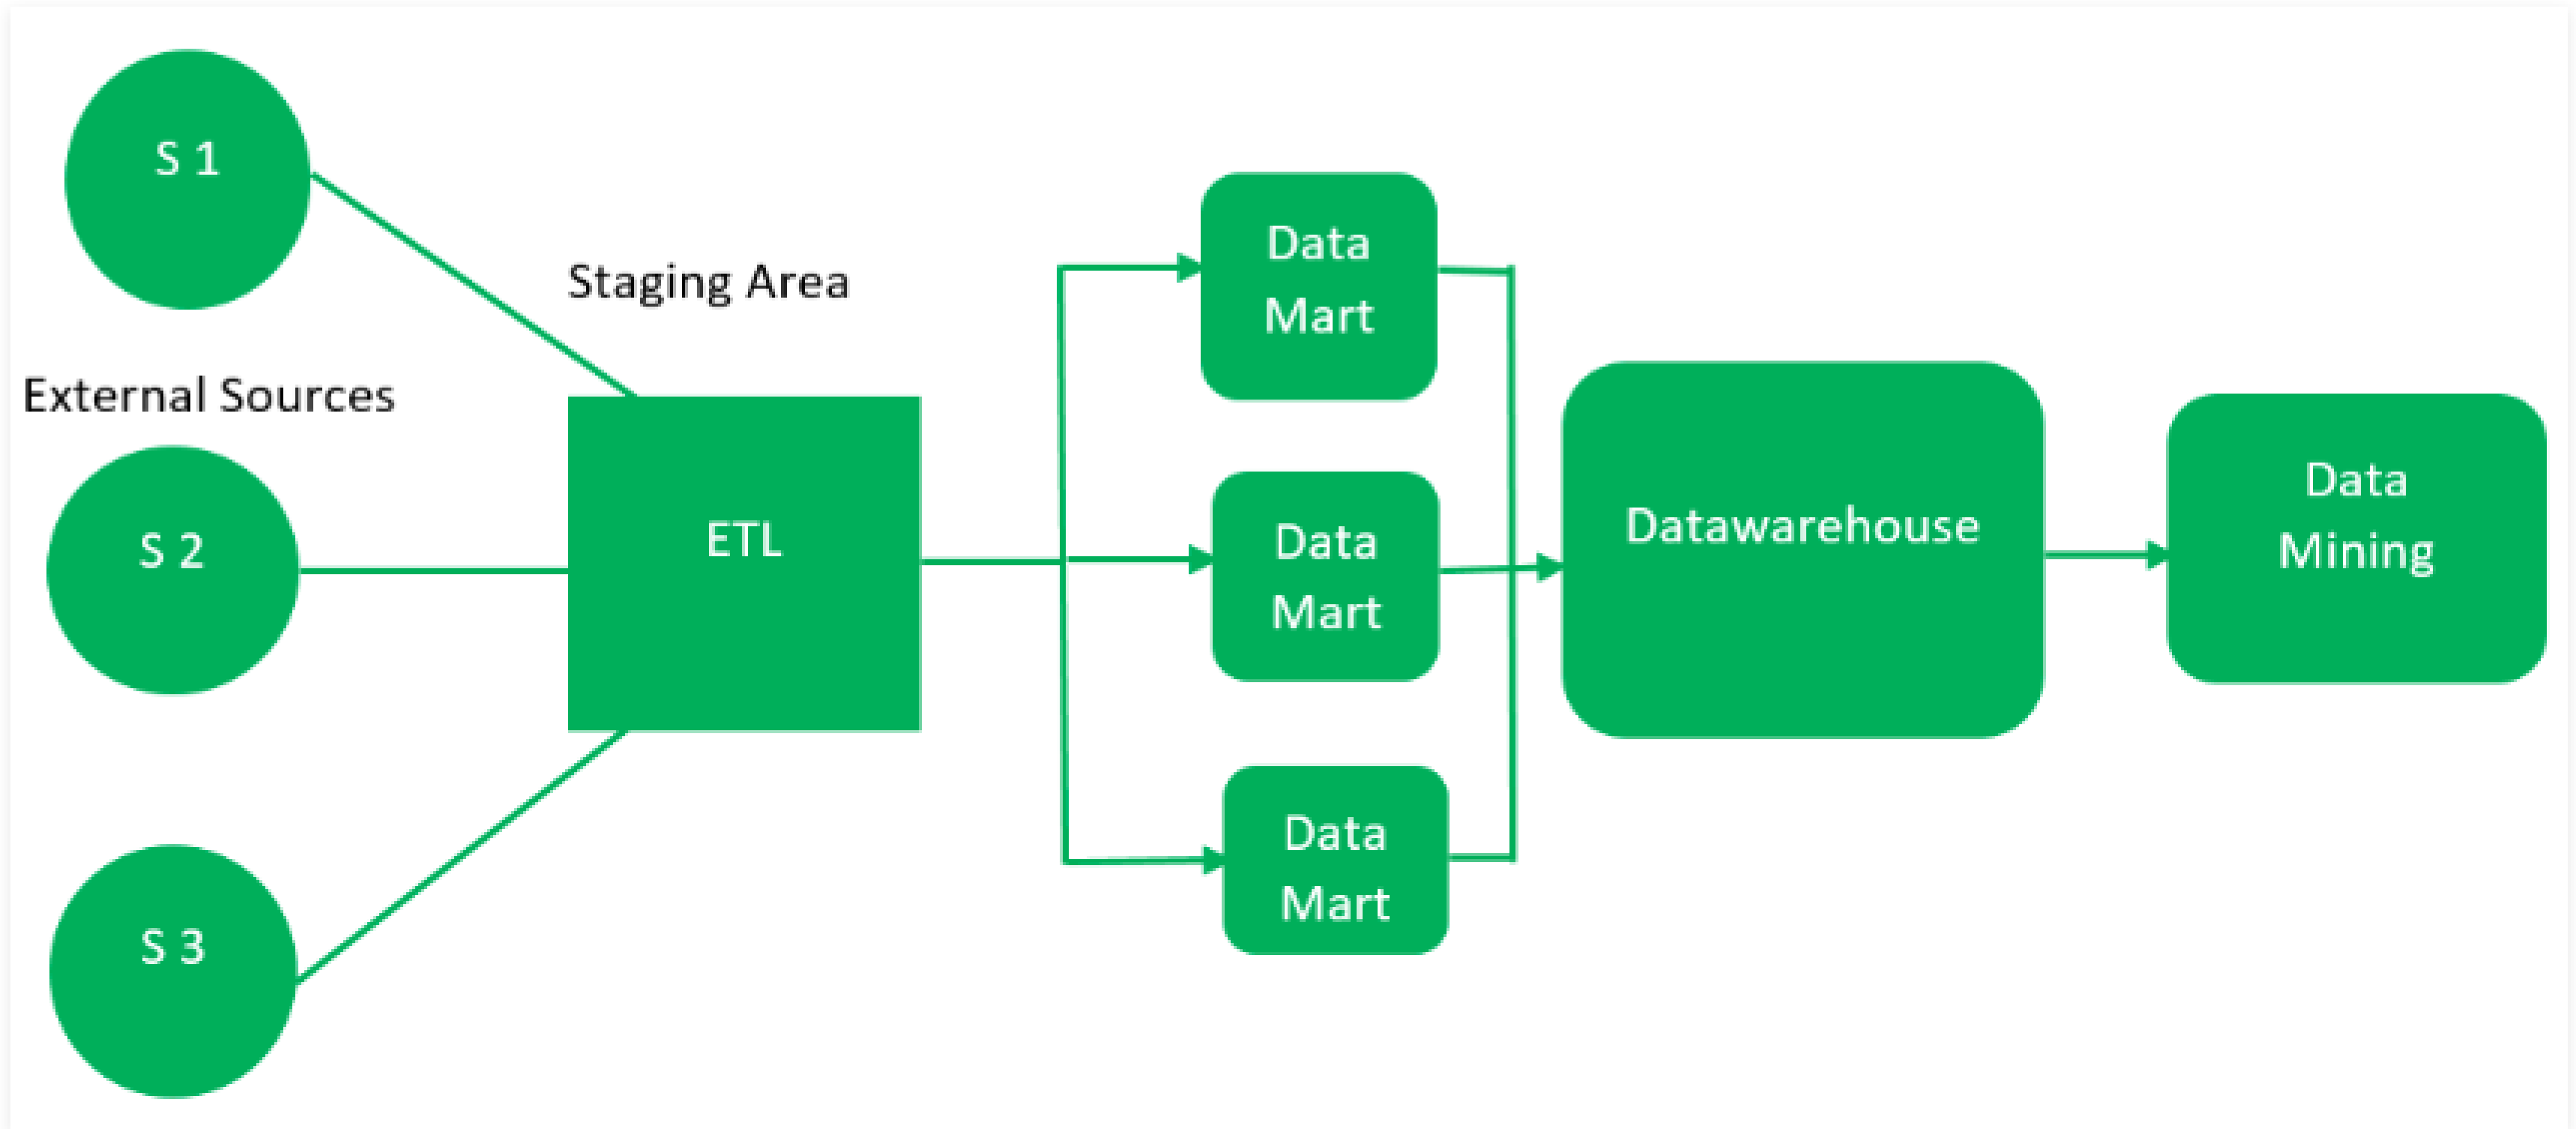 S 1
External Sources
S 2
S 3
Staging Area
ETL
Data
Mart
Data
Mart
Data
Mart
Datawarehouse
Data
Mining